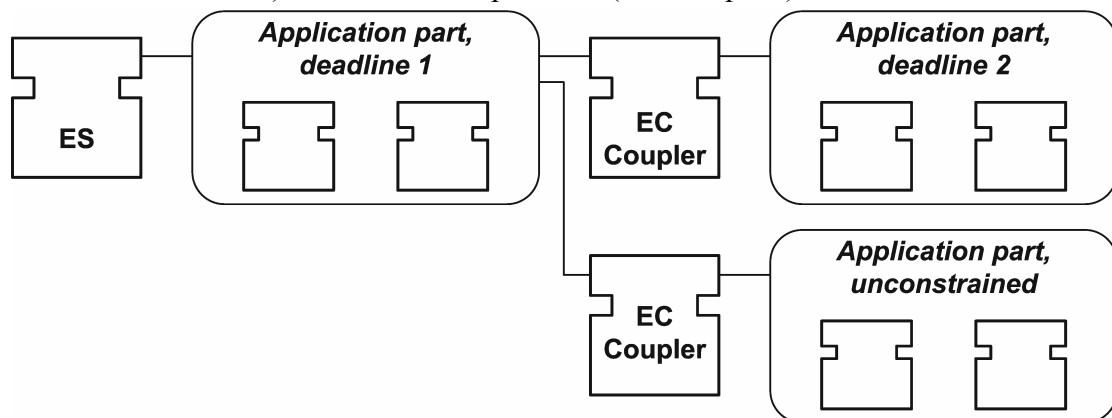 Application part,
deadline 1
Application part,
deadline 2
ES
EC
Coupler
Application part,
unconstrained
EC
Coupler